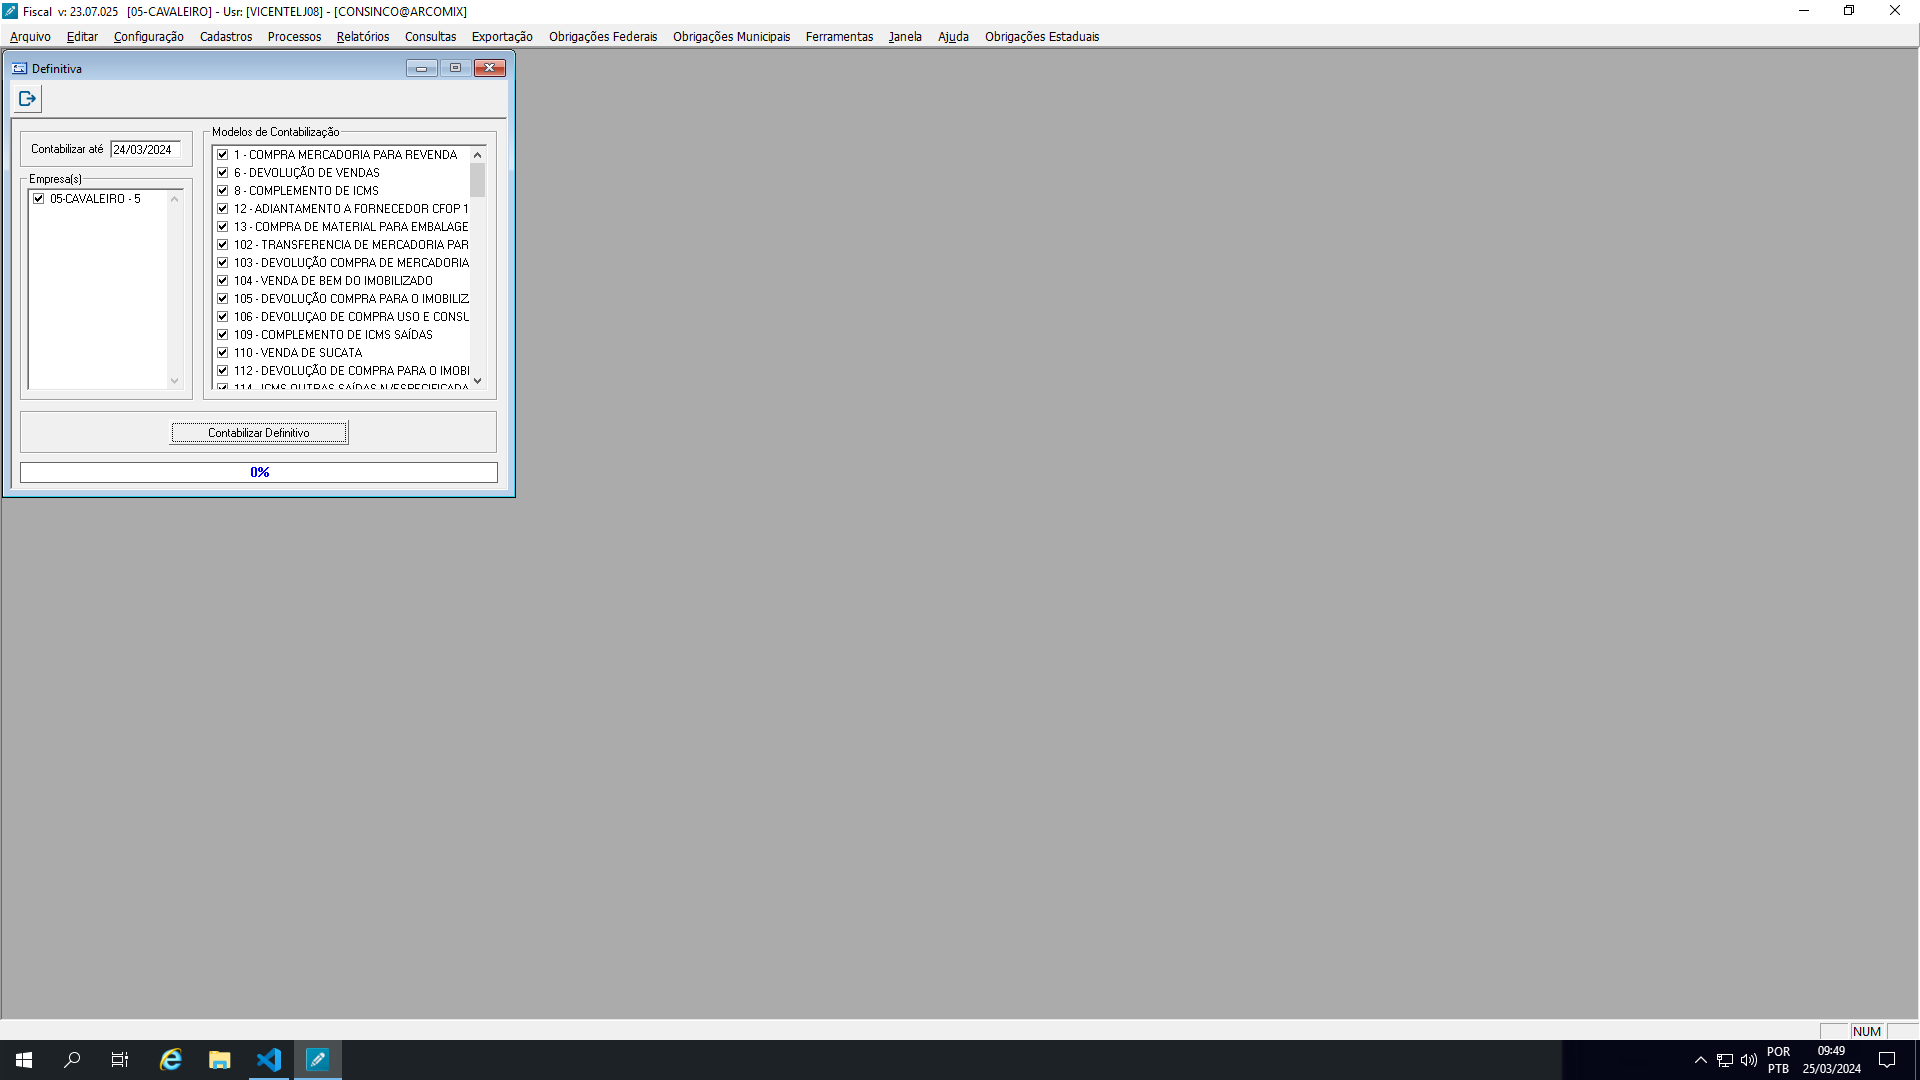 Fiscal v: 23.07.025 [05-CAVALEIRO] - Usr: [VICENTELJ08] - [CONSINCO@ARCOMIX]
Arquivo Editar Configuração Cadastros Processos Relatórios Consultas Exportação Obrigações Federais Obrigações Municipais Ferramentas Janela Ajuda Obrigações Estaduais
Definitiva
Contabilizar até 24/03/2024
Empresa(s)
05-CAVALEIRO - 5
Modelos de Contabilização
1 - COMPRA MERCADORIA PARA REVENDA
6 - DEVOLUÇÃO DE VENDAS
8 - COMPLEMENTO DE ICMS
12 - ADIANTAMENTO A FORNECEDOR CFOP 1
13 - COMPRA DE MATERIAL PARA EMBALAGE
102 - TRANSFERENCIA DE MERCADORIA PAR
103 - DEVOLUÇÃO COMPRA DE MERCADORIA
104 - VENDA DE BEM DO IMOBILIZADO
105 - DEVOLUÇÃO COMPRA PARA O IMOBILIZ
106 - DEVOLUÇAO DE COMPRA USO E CONSU
109 - COMPLEMENTO DE ICMS SAÍDAS
110 - VENDA DE SUCATA
112 - DEVOLUÇÃO DE COMPRA PARA O IMOBI
114 - ICMS OUTRAS SAÍDAS N/ESPECIFICADA
Contabilizar Definitivo
0%
NUM
POR
PTB
09:49
25/03/2024